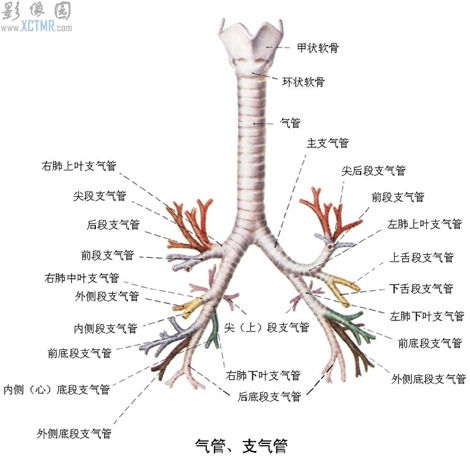 影像园
www.XCTMR.com
甲状软骨
环状软骨
气管
主支气管
右肺上叶支气管
尖后段支气管
尖段支气管
前段支气管
后段支气管
左肺上叶支气管
前段支气管
上舌段支气管
右肺中叶支气管
下舌段支气管
外侧段支气管
左肺下叶支气管
内侧段支气管
尖（上）段支气管
前底段支气管
前底段支气管
右肺下叶支气管
外侧底段支气管
内侧（心）底段支气管
后底段支气管
外侧底段支气管
气管、支气管